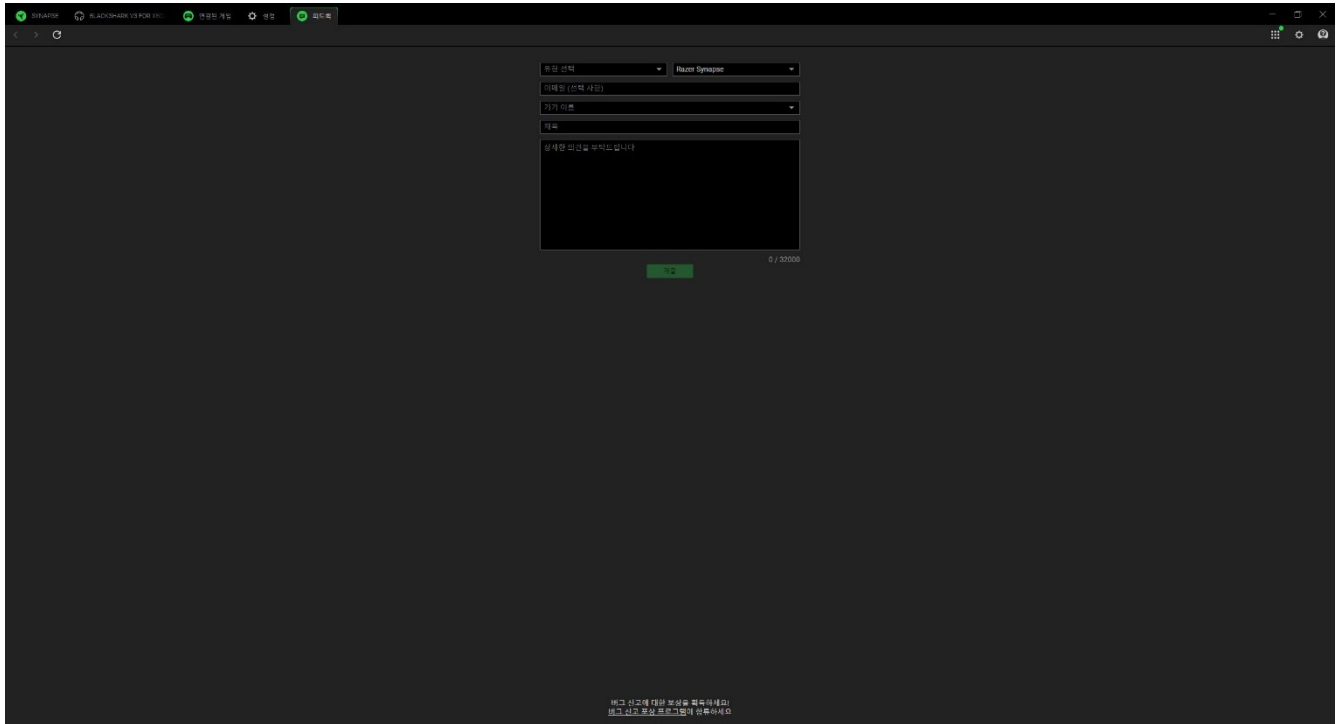 SYNAPSE
BLACKSHARK V3 FOR XBO
연결된 게임
설정
피드백
유형 선택
Razer Synapse
이메일 (선택 사항)
기기 이름
제목
상세한 의견을 부탁드립니다
0 / 32000
제출
버그 신고에 대한 보상을 획득하세요!
버그 신고 포상 프로그램에 합류하세요